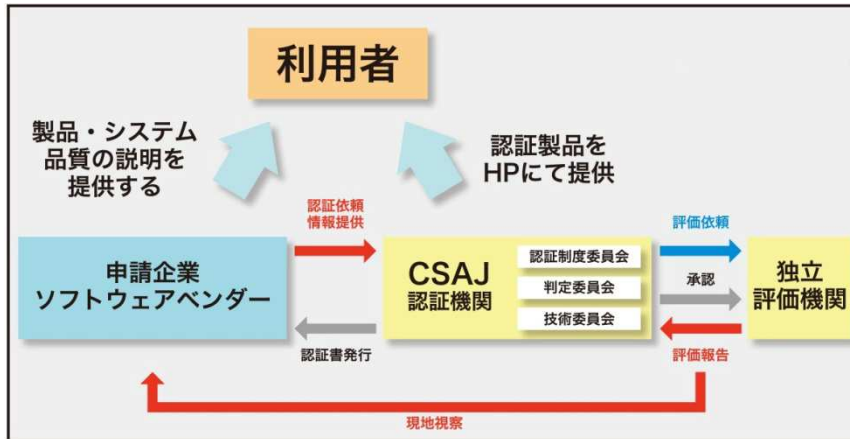 利用者
製品・システム
品質の説明を
提供する
認証製品を
HPにて提供
認証依頼
情報提供
評価依頼
申請企業
ソフトウェアベンダー
CSAJ
認証機関
認証制度委員会
判定委員会
技術委員会
承認
独立
評価機関
認証書発行
評価報告
現地視察